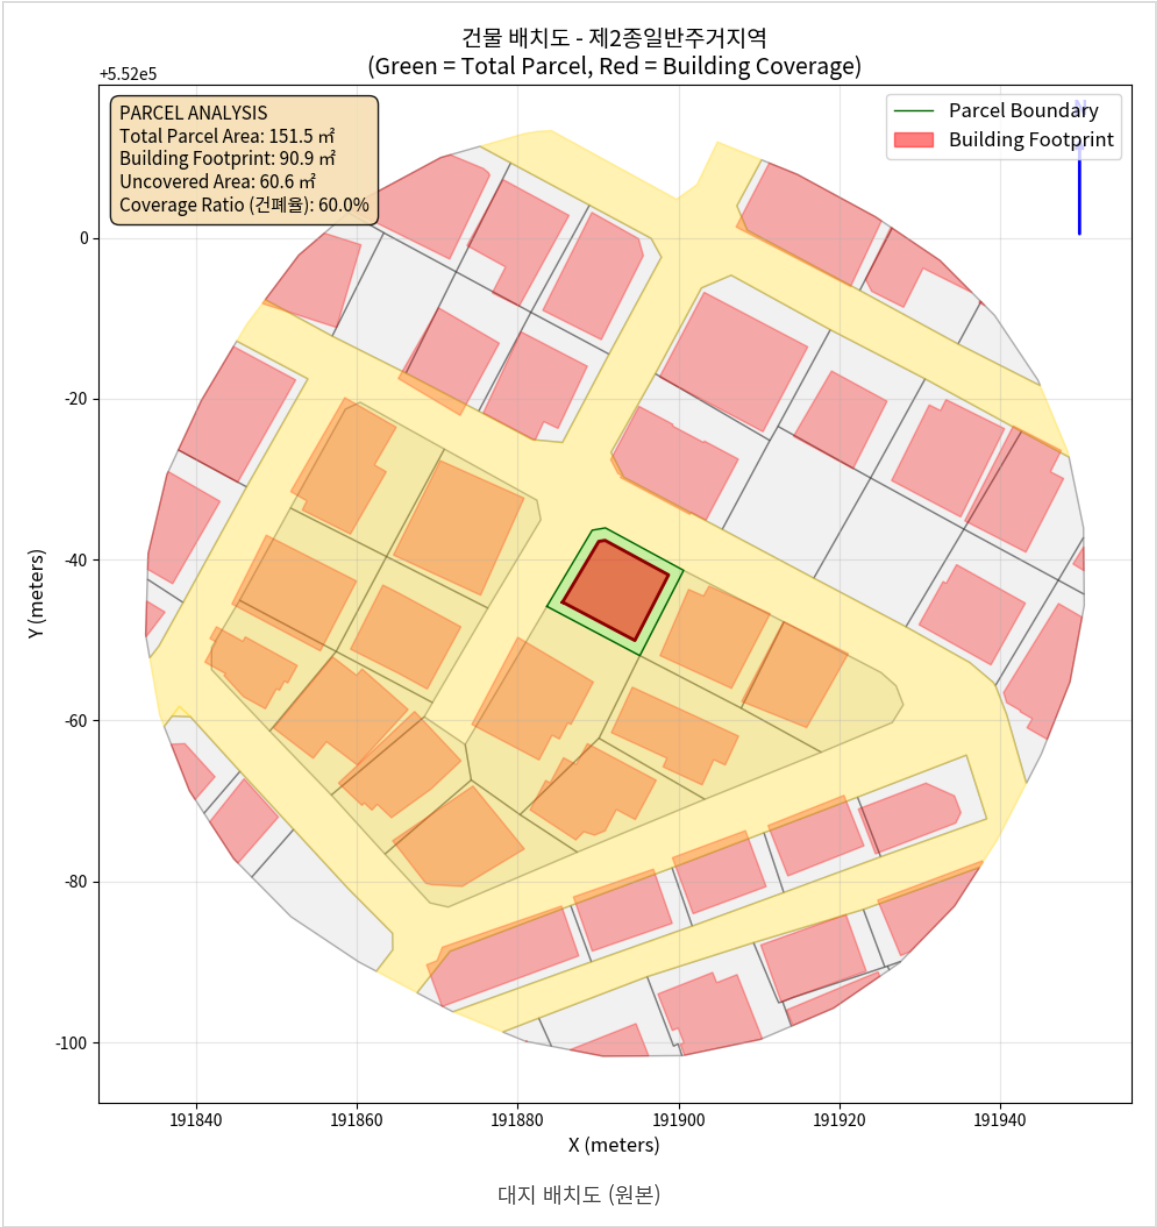 건물 배치도 - 제2종일반주거지역
(Green = Total Parcel, Red = Building Coverage)
+5.52e5
PARCEL ANALYSIS
Total Parcel Area: 151.5 ㎡
Building Footprint: 90.9 ㎡
Uncovered Area: 60.6 ㎡
Coverage Ratio (건폐율): 60.0%
Parcel Boundary
Building Footprint
N
0
-20
-40
-60
-80
-100
Y (meters)
191840
191860
191880
191900
191920
191940
X (meters)
대지 배치도 (원본)